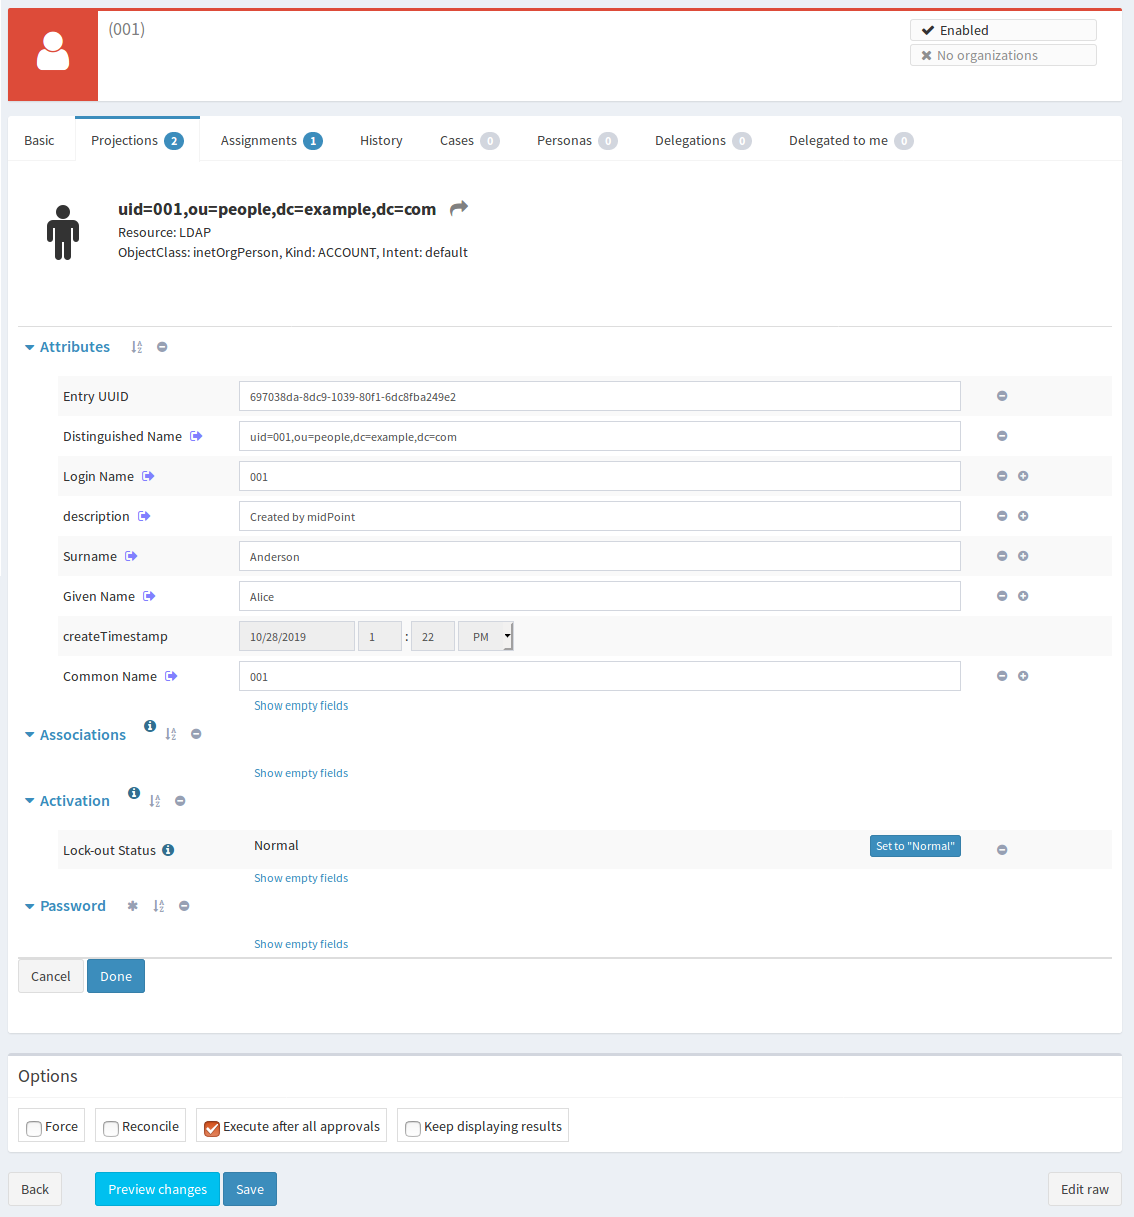 (001)
Enabled
No organizations
Basic Projections 2 Assignments 1 History Cases 0 Personas 0 Delegations 0 Delegated to me 0
uid=001,ou=people,dc=example,dc=com
Resource: LDAP
ObjectClass: inetOrgPerson, Kind: ACCOUNT, Intent: default
Attributes
Entry UUID 697038da-8dc9-1039-80f1-6dc8fba249e2
Distinguished Name uid=001,ou=people,dc=example,dc=com
Login Name 001
description Created by midPoint
Surname Anderson
Given Name Alice
createTimestamp 10/28/2019 1 : 22 PM
Common Name 001
Show empty fields
Associations
Show empty fields
Activation
Lock-out Status Normal Set to "Normal"
Show empty fields
Password
Show empty fields
Cancel Done
Options
Force Reconcile Execute after all approvals Keep displaying results
Back Preview changes Save Edit raw